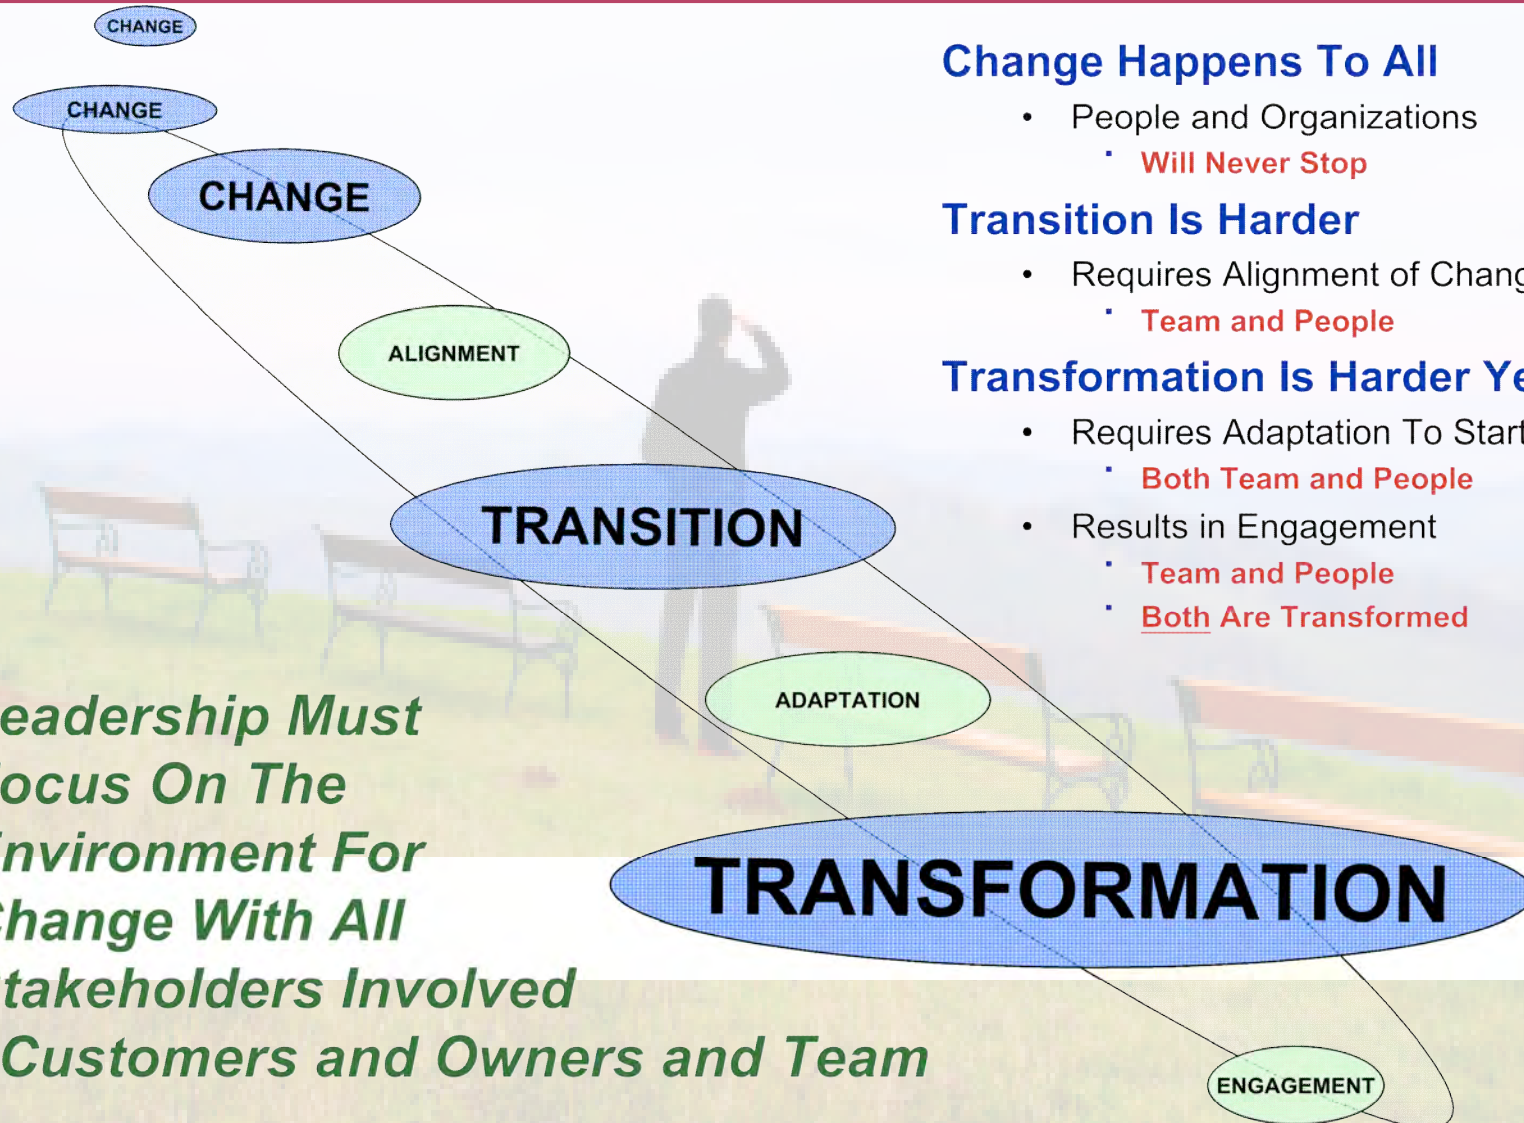 CHANGE
CHANGE
CHANGE
ALIGNMENT
TRANSITION
ADAPTATION
TRANSFORMATION
ENGAGEMENT
Change Happens To All
• People and Organizations
Will Never Stop
Transition Is Harder
• Requires Alignment of Chang
Team and People
Transformation Is Harder Ye
• Requires Adaptation To Start
Both Team and People
• Results in Engagement
Team and People
Both Are Transformed
eadership Must
ocus On The
nvironment For
hange With All
takeholders Involved
Customers and Owners and Team